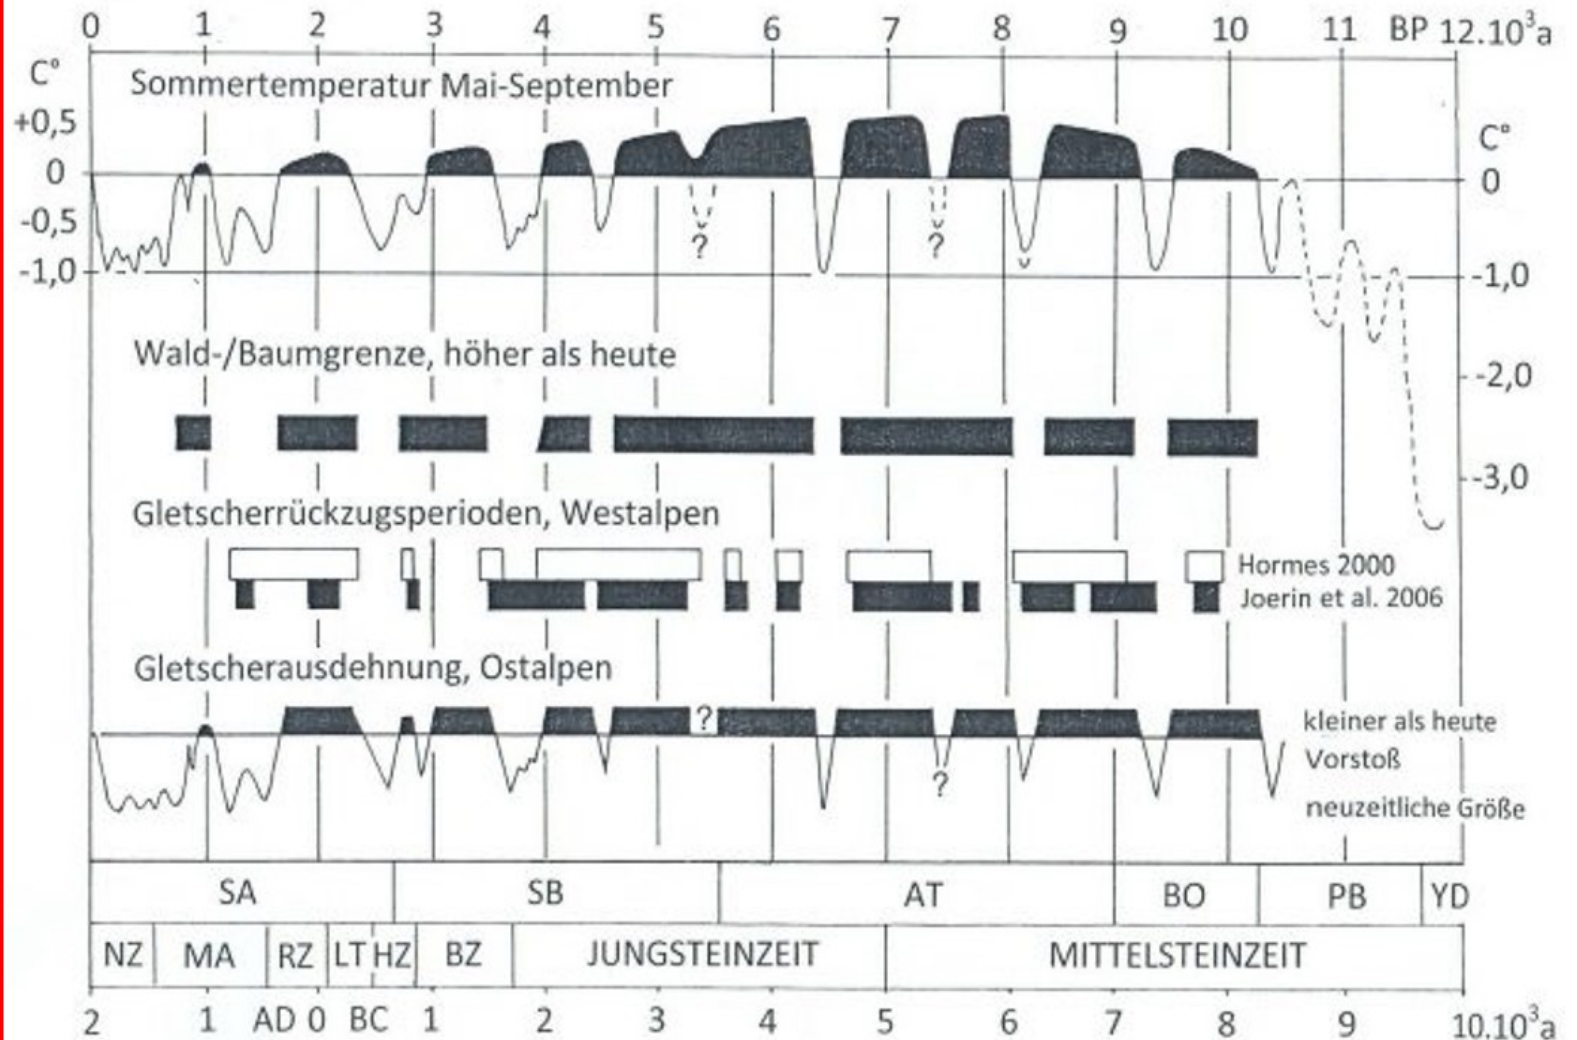 0 1 2 3 4 5 6 7 8 9 10 11 BP 12.10³a
C°
Sommertemperatur Mai-September
+0,5
C°
0 0
-0,5
? ?
-1,0 -1,0
Wald-/Baumgrenze, höher als heute
-2,0
-3,0
Gletscherrückzugsperioden, Westalpen
Hormes 2000
Joerin et al. 2006
Gletscherausdehnung, Ostalpen
? kleiner als heute
Vorstoß
?
neuzeitliche Größe
SA SB AT BO PB YD
NZ MA RZ LT HZ BZ JUNGSTEINZEIT MITTELSTEINZEIT
2 1 AD 0 BC 1 2 3 4 5 6 7 8 9 10.10³a